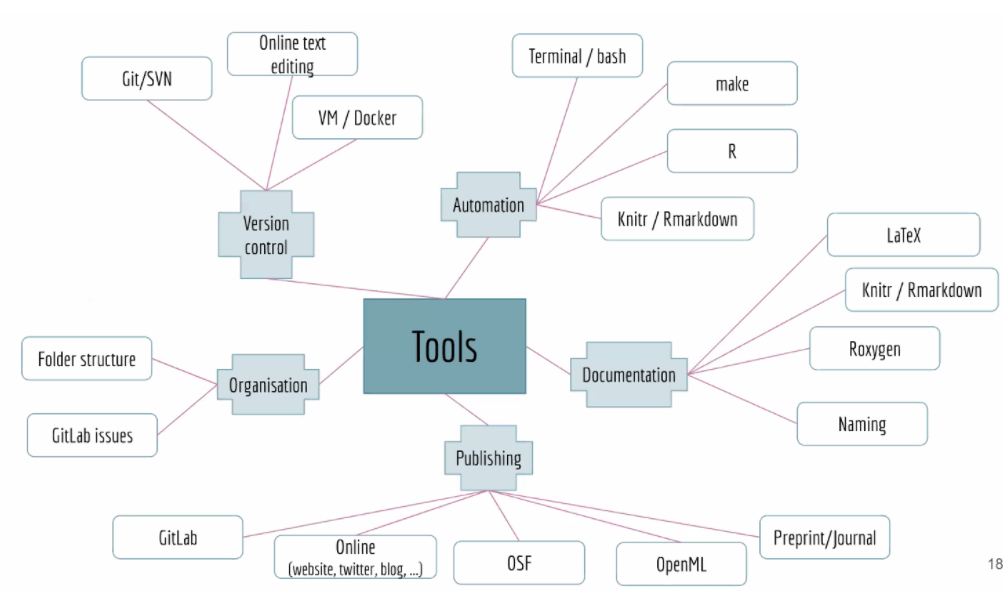 Online text
editing
Git/SVN
VM / Docker
Version
control
Terminal / bash
make
R
Automation
Knitr / Rmarkdown
Tools
LaTeX
Knitr / Rmarkdown
Roxygen
Documentation
Naming
Folder structure
Organisation
GitLab issues
Publishing
GitLab
Online
(website, twitter, blog, ...)
OSF
OpenML
Preprint/Journal
18